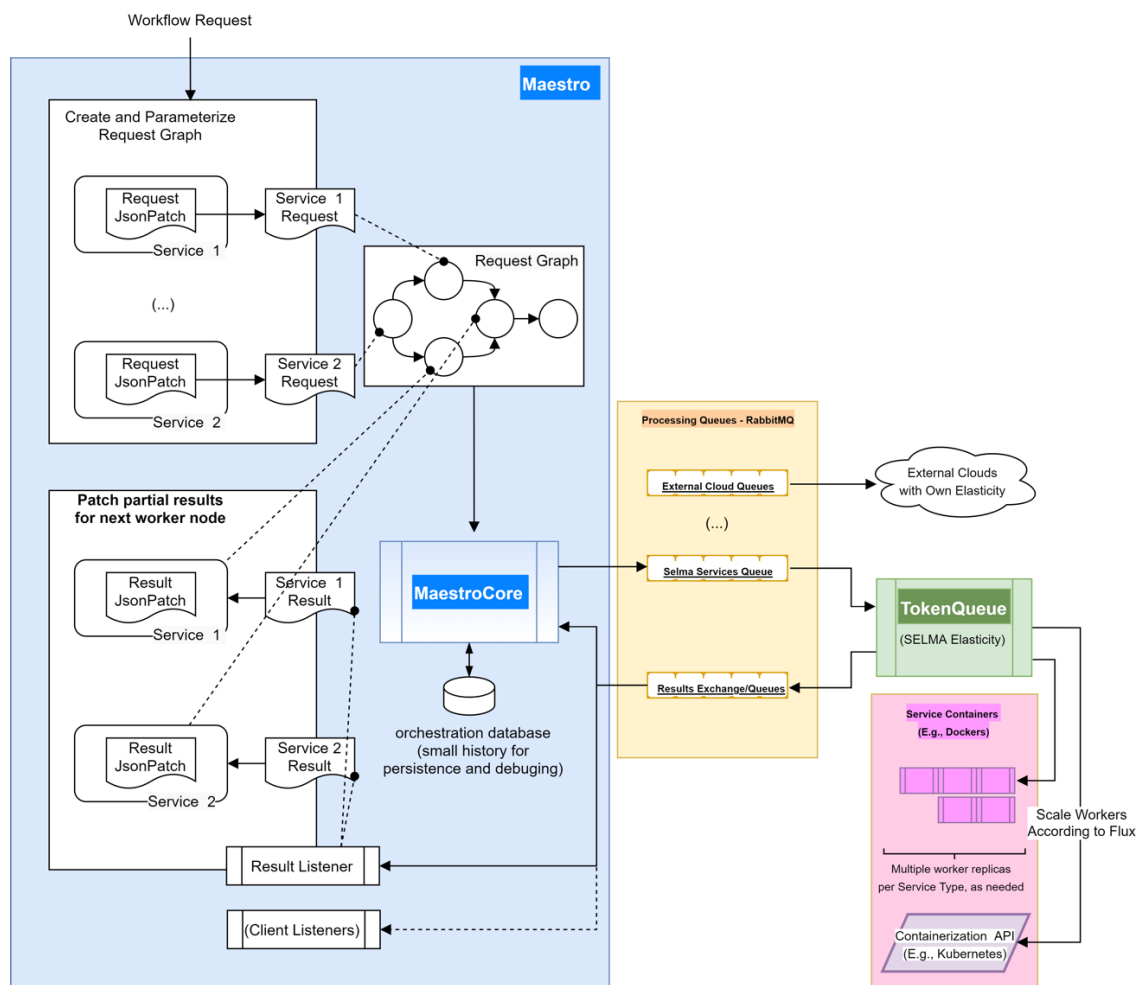 Workflow Request
Maestro
Create and Parameterize
Request Graph
Request
JsonPatch
Service 1
Service 1
Request
(...)
Request
JsonPatch
Service 2
Service 2
Request
Request Graph
Patch partial results
for next worker node
Result
JsonPatch
Service 1
Service 1
Result
Result
JsonPatch
Service 2
Service 2
Result
Result Listener
(Client Listeners)
MaestroCore
orchestration database
(small history for
persistence and debuging)
Processing Queues - RabbitMQ
External Cloud Queues
(...)
Selma Services Queue
Results Exchange/Queues
External Clouds
with Own Elasticity
TokenQueue
(SELMA Elasticity)
Service Containers
(E.g., Dockers)
Multiple worker replicas
per Service Type, as needed
Scale Workers
According to Flux
Containerization API
(E.g., Kubernetes)